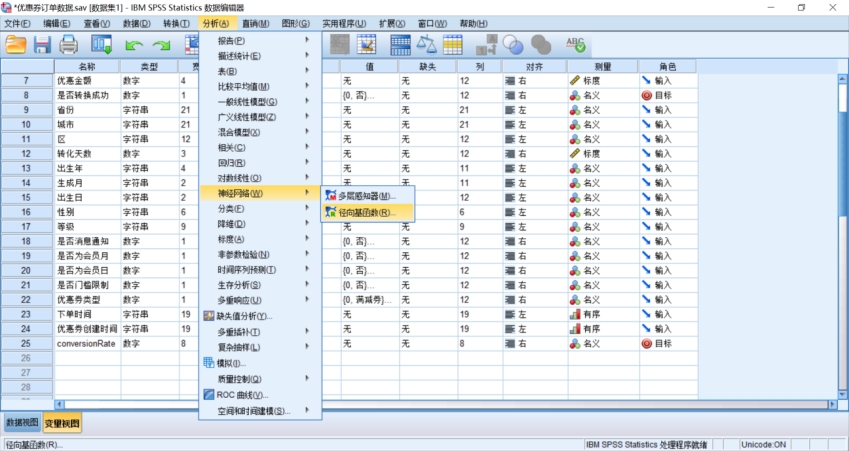 *优惠券订单数据.sav [数据集1] - IBM SPSS Statistics 数据编辑器
文件(F) 编辑(E) 查看(V) 数据(D) 转换(T) 分析(A) 直销(M) 图形(G) 实用程序(U) 扩展(X) 窗口(W) 帮助(H)
名称 类型 值 缺失 列 对齐 测量 角色
7 优惠金额 数字 4 无 无 12 右 标度 输入
8 是否转换成功 数字 1 {0, 否}... 无 12 右 名义 目标
9 省份 字符串 21 无 无 21 左 名义 输入
10 城市 字符串 21 无 无 21 左 名义 输入
11 区 字符串 12 无 无 12 左 名义 输入
12 转化天数 数字 3 无 无 12 右 标度 输入
13 出生年 字符串 4 无 无 11 左 名义 输入
14 生成月 字符串 2 无 无 11 左 名义 输入
15 出生日 字符串 2 无 11 左 名义 输入
16 性别 字符串 6 无 6 左 名义 输入
17 等级 字符串 9 无 无 9 左 名义 输入
18 是否消息通知 数字 1 {0, 否}... 无 12 右 名义 输入
19 是否为会员月 数字 1 {0, 否}... 无 12 右 名义 输入
20 是否为会员日 数字 1 {0, 否}... 无 12 右 名义 输入
21 是否门槛限制 数字 1 {0, 否}... 无 12 右 名义 输入
22 优惠券类型 数字 1 {0, 满减券}... 无 12 右 名义 输入
23 下单时间 字符串 19 无 无 19 左 有序 输入
24 优惠券创建时间 字符串 19 无 无 19 左 有序 输入
25 conversionRate 数字 8 无 无 8 右 名义 目标
26
27
28
报告(P)
描述统计(E)
表(B)
比较平均值(M)
一般线性模型(G)
广义线性模型(Z)
混合模型(X)
相关(C)
回归(R)
对数线性(O)
神经网络(W)
分类(F)
降维(D)
标度(A)
非参数检验(N)
时间序列预测(T)
生存分析(S)
多重响应(U)
缺失值分析(Y)...
多重插补(T)
复杂抽样(L)
模拟(I)...
质量控制(Q)
ROC 曲线(V)...
空间和时间建模(S)...
多层感知器(M)...
径向基函数(R)...
数据视图 变量视图
径向基函数(R)... IBM SPSS Statistics 处理程序就绪 Unicode:ON